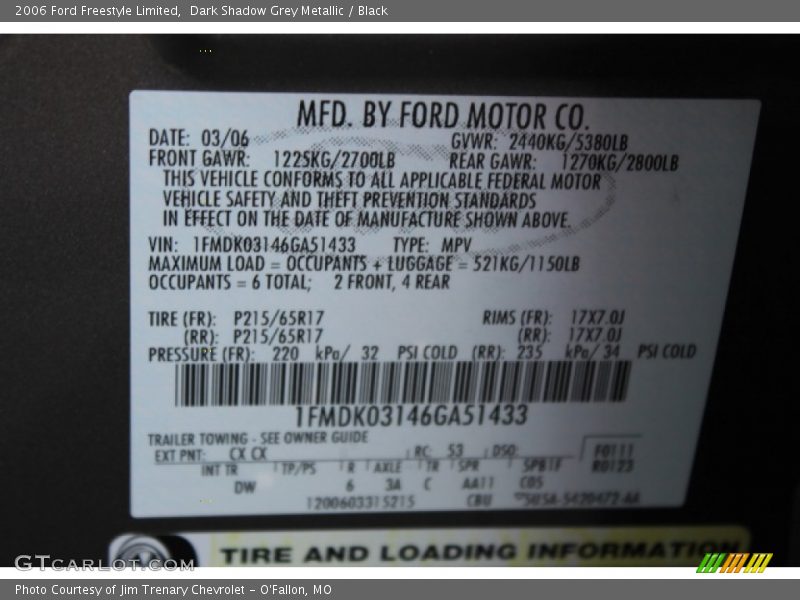 2006 Ford Freestyle Limited,  Dark Shadow Grey Metallic / Black
MFD. BY FORD MOTOR CO.
DATE: 03/06 GVWR: 2440KG/5380LB
FRONT GAWR: 1225KG/2700LB REAR GAWR: 1270KG/2800LB
THIS VEHICLE CONFORMS TO ALL APPLICABLE FEDERAL MOTOR
VEHICLE SAFETY AND THEFT PREVENTION STANDARDS
IN EFFECT ON THE DATE OF MANUFACTURE SHOWN ABOVE.
VIN: 1FMDK03146GA51433 TYPE: MPV
MAXIMUM LOAD = OCCUPANTS + LUGGAGE = 521KG/1150LB
OCCUPANTS = 6 TOTAL; 2 FRONT, 4 REAR
TIRE (FR): P215/65R17 RIMS (FR): 17X7.0J
(RR): P215/65R17 (RR): 17X7.0J
PRESSURE (FR): 220 kPa/ 32 PSI COLD (RR): 235 kPa/ 34 PSI COLD
1FMDK03146GA51433
TRAILER TOWING - SEE OWNER GUIDE
EXT PNT: CX CX RC: 53 DSO: F0111
INT TR TP/PS R AXLE TR SPR R0123
DW 6 3A C AA11 C05
1200603315215 CBU
TIRE AND LOADING INFORMATION
GTCARLOT.COM
Photo Courtesy of Jim Trenary Chevrolet - O'Fallon, MO